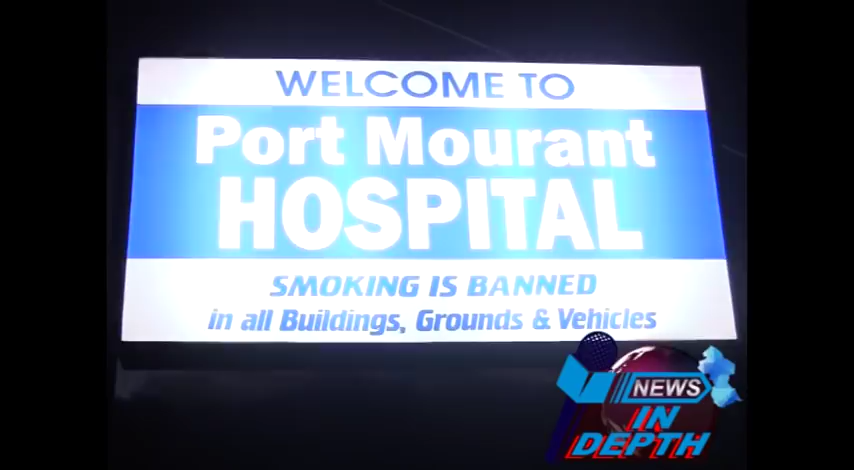 WELCOME TO
Port Mourant
HOSPITAL
SMOKING IS BANNED
in all Buildings, Grounds & Vehicles
NEWS
IN
DEPTH